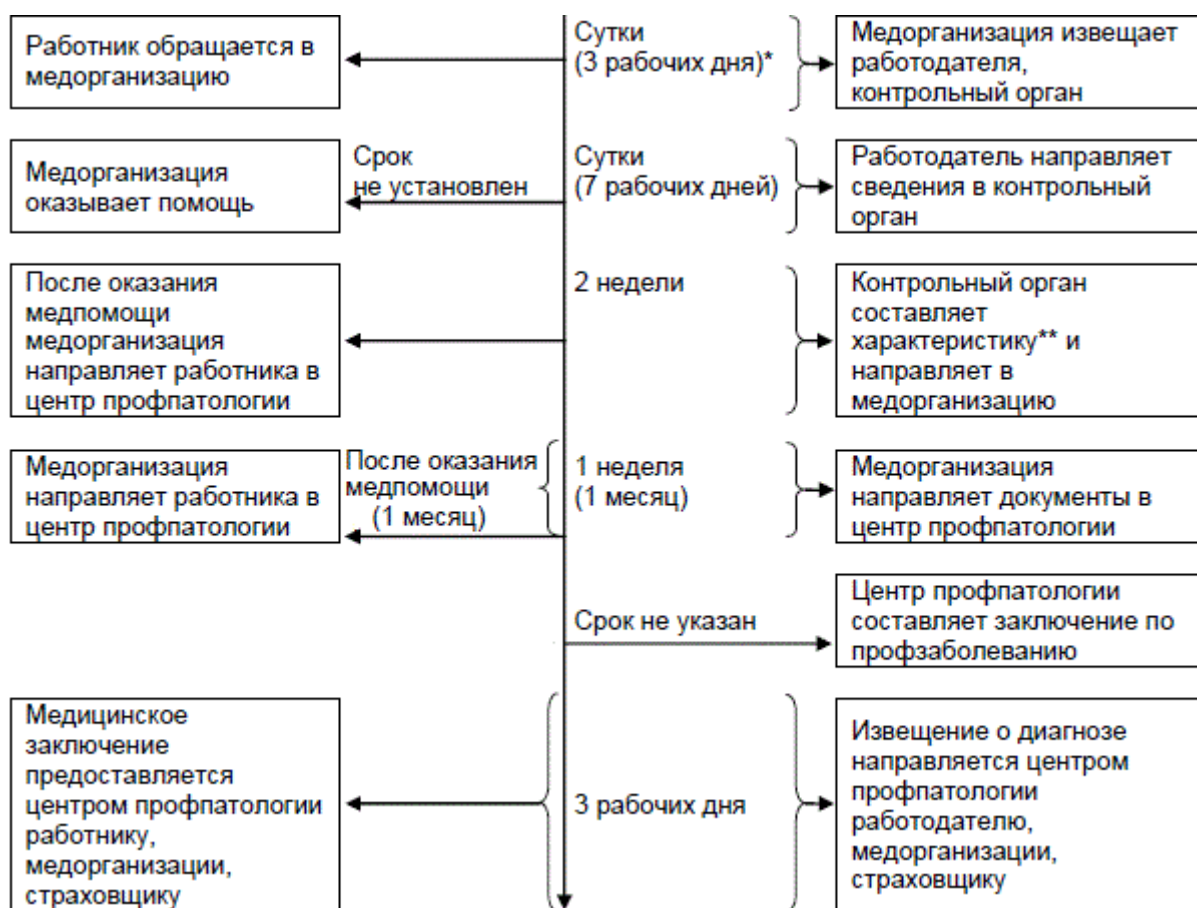 Работник обращается в
медорганизацию
Сутки
(3 рабочих дня)*
Медорганизация извещает
работодателя,
контрольный орган
Медорганизация
оказывает помощь
Срок
не установлен
Сутки
(7 рабочих дней)
Работодатель направляет
сведения в контрольный
орган
После оказания
медпомощи
медорганизация
направляет работника в
центр профпатологии
2 недели
Контрольный орган
составляет
характеристику** и
направляет в
медорганизацию
Медорганизация
направляет работника в
центр профпатологии
После оказания
медпомощи
(1 месяц)
1 неделя
(1 месяц)
Медорганизация
направляет документы в
центр профпатологии
Срок не указан
Центр профпатологии
составляет заключение по
профзаболеванию
Медицинское
заключение
предоставляется
центром профпатологии
работнику,
медорганизации,
страховщику
3 рабочих дня
Извещение о диагнозе
направляется центром
профпатологии
работодателю,
медорганизации,
страховщику